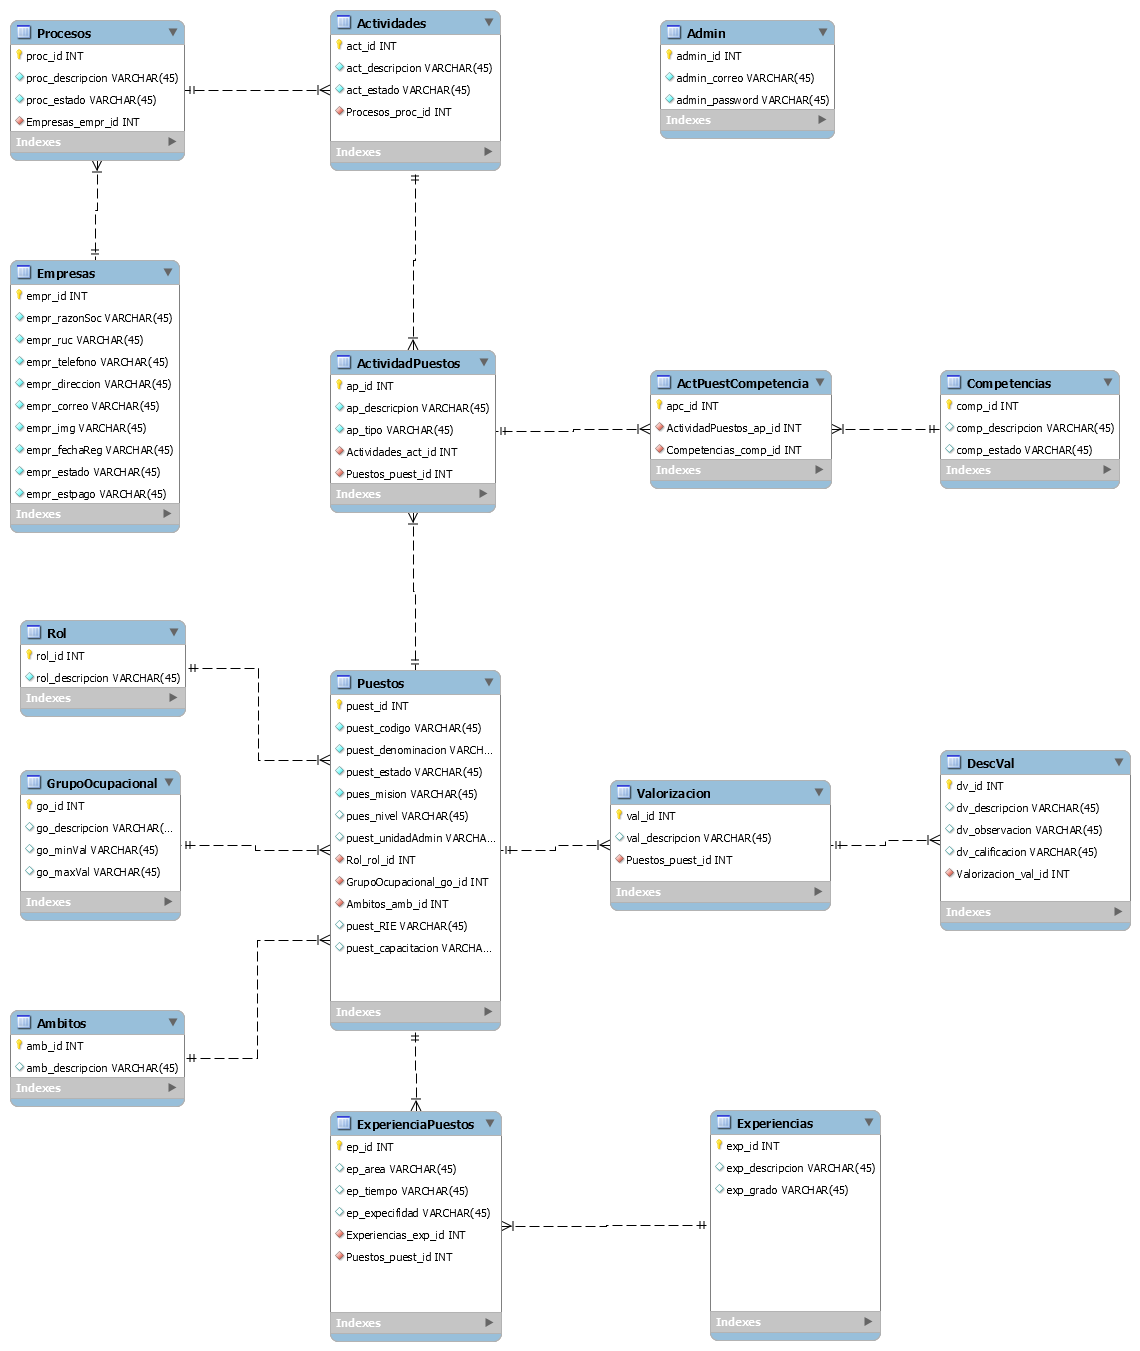 Procesos
proc_id INT
proc_descripcion VARCHAR(45)
proc_estado VARCHAR(45)
Empresas_empr_id INT
Indexes
Actividades
act_id INT
act_descripcion VARCHAR(45)
act_estado VARCHAR(45)
Procesos_proc_id INT
Indexes
Admin
admin_id INT
admin_correo VARCHAR(45)
admin_password VARCHAR(45)
Indexes
Empresas
empr_id INT
empr_razonSoc VARCHAR(45)
empr_ruc VARCHAR(45)
empr_telefono VARCHAR(45)
empr_direccion VARCHAR(45)
empr_correo VARCHAR(45)
empr_img VARCHAR(45)
empr_fechaReg VARCHAR(45)
empr_estado VARCHAR(45)
empr_estpago VARCHAR(45)
Indexes
ActividadPuestos
ap_id INT
ap_descricpion VARCHAR(45)
ap_tipo VARCHAR(45)
Actividades_act_id INT
Puestos_puest_id INT
Indexes
ActPuestCompetencia
apc_id INT
ActividadPuestos_ap_id INT
Competencias_comp_id INT
Indexes
Competencias
comp_id INT
comp_descripcion VARCHAR(45)
comp_estado VARCHAR(45)
Indexes
Rol
rol_id INT
rol_descripcion VARCHAR(45)
Indexes
GrupoOcupacional
go_id INT
go_descripcion VARCHAR(...
go_minVal VARCHAR(45)
go_maxVal VARCHAR(45)
Indexes
Ambitos
amb_id INT
amb_descripcion VARCHAR(45)
Indexes
Puestos
puest_id INT
puest_codigo VARCHAR(45)
puest_denominacion VARCH...
puest_estado VARCHAR(45)
pues_mision VARCHAR(45)
pues_nivel VARCHAR(45)
puest_unidadAdmin VARCHA...
Rol_rol_id INT
GrupoOcupacional_go_id INT
Ambitos_amb_id INT
puest_RIE VARCHAR(45)
puest_capacitacion VARCHA...
Indexes
Valorizacion
val_id INT
val_descripcion VARCHAR(45)
Puestos_puest_id INT
Indexes
DescVal
dv_id INT
dv_descripcion VARCHAR(45)
dv_observacion VARCHAR(45)
dv_calificacion VARCHAR(45)
Valorizacion_val_id INT
Indexes
ExperienciaPuestos
ep_id INT
ep_area VARCHAR(45)
ep_tiempo VARCHAR(45)
ep_expecifidad VARCHAR(45)
Experiencias_exp_id INT
Puestos_puest_id INT
Indexes
Experiencias
exp_id INT
exp_descripcion VARCHAR(45)
exp_grado VARCHAR(45)
Indexes